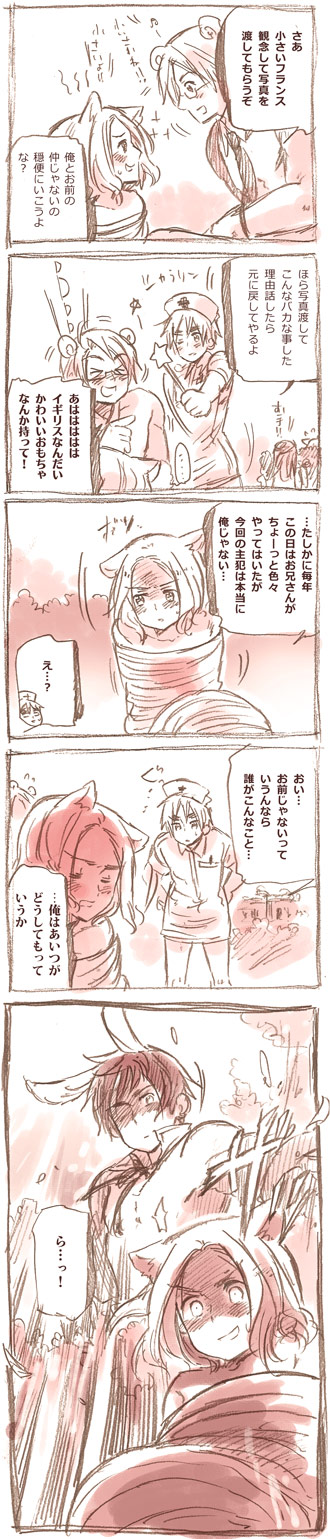 さあ
小さいフランス
観念して写真を
渡してもらうぞ
小さいな
俺とお前の
仲じゃないの
穏便にいこうよ
な?
ほら写真渡して
こんなバカな事した
理由話したら
元に戻してやるよ
シャラリーン
…
あははははは
イギリスなんだい
かわいいおもちゃ
なんか持って!
…たしかに毎年
この日はお兄さんが
ちょーっと色々
やってはいたが
今回の主犯は本当に
俺じゃない…
え…?
おい…
お前じゃないって
いうんなら
誰がこんなこと…
…俺はあいつが
どうしてもって
いうか
ら…っ!